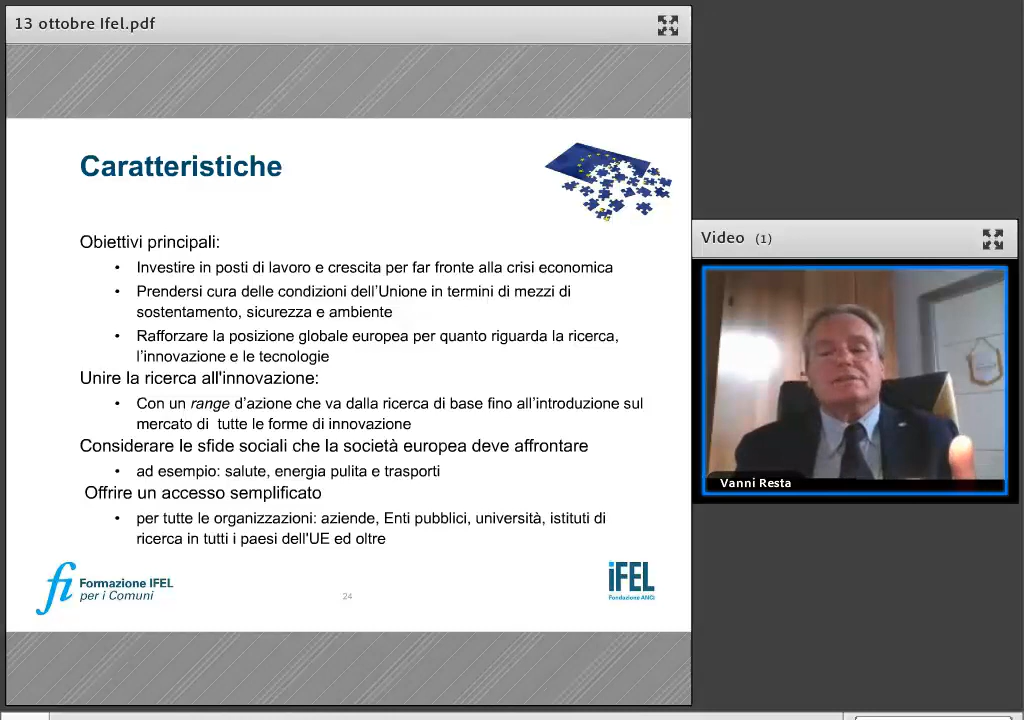 13 ottobre Ifel.pdf
Caratteristiche
Obiettivi principali:
• Investire in posti di lavoro e crescita per far fronte alla crisi economica
• Prendersi cura delle condizioni dell'Unione in termini di mezzi di
sostentamento, sicurezza e ambiente
• Rafforzare la posizione globale europea per quanto riguarda la ricerca,
l'innovazione e le tecnologie
Unire la ricerca all'innovazione:
• Con un range d'azione che va dalla ricerca di base fino all'introduzione sul
mercato di tutte le forme di innovazione
Considerare le sfide sociali che la società europea deve affrontare
• ad esempio: salute, energia pulita e trasporti
Offrire un accesso semplificato
• per tutte le organizzazioni: aziende, Enti pubblici, università, istituti di
ricerca in tutti i paesi dell'UE ed oltre
fi Formazione IFEL
per i Comuni
24
iFEL
Fondazione ANCI
Video (1)
Vanni Resta